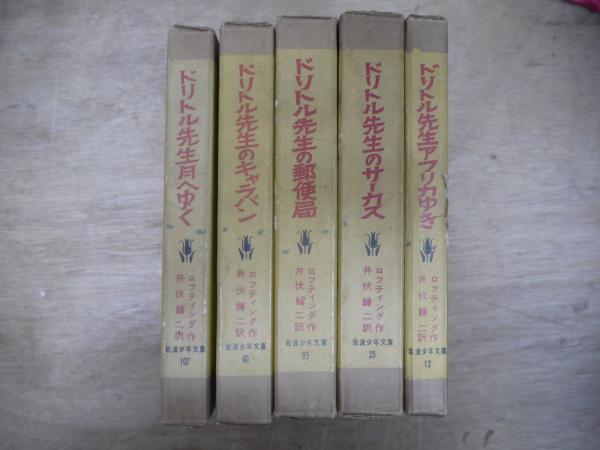 ドリトル先生月へゆく
ロフティング作
井伏鱒二訳
岩波少年文庫
107
ドリトル先生のキャラバン
ロフティング作
井伏鱒二訳
岩波少年文庫
60
ドリトル先生の郵便局
ロフティング作
井伏鱒二訳
岩波少年文庫
35
ドリトル先生のサーカス
ロフティング作
井伏鱒二訳
岩波少年文庫
25
ドリトル先生アフリカゆき
ロフティング作
井伏鱒二訳
岩波少年文庫
12